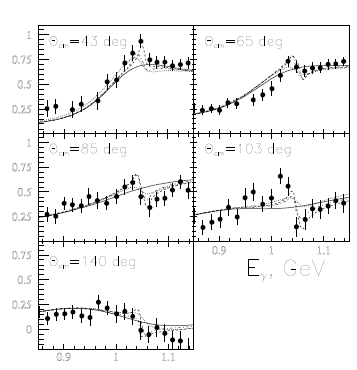 1 Θcm=43 deg Θcm=65 deg
0.75
0.5
0.25
0.75 Θcm=85 deg Θcm=103 deg
0.5
0.25
0.75 Θcm=140 deg 0.9 1 1.1
0.5 Eγ, GeV
0.25
0
0.9 1 1.1